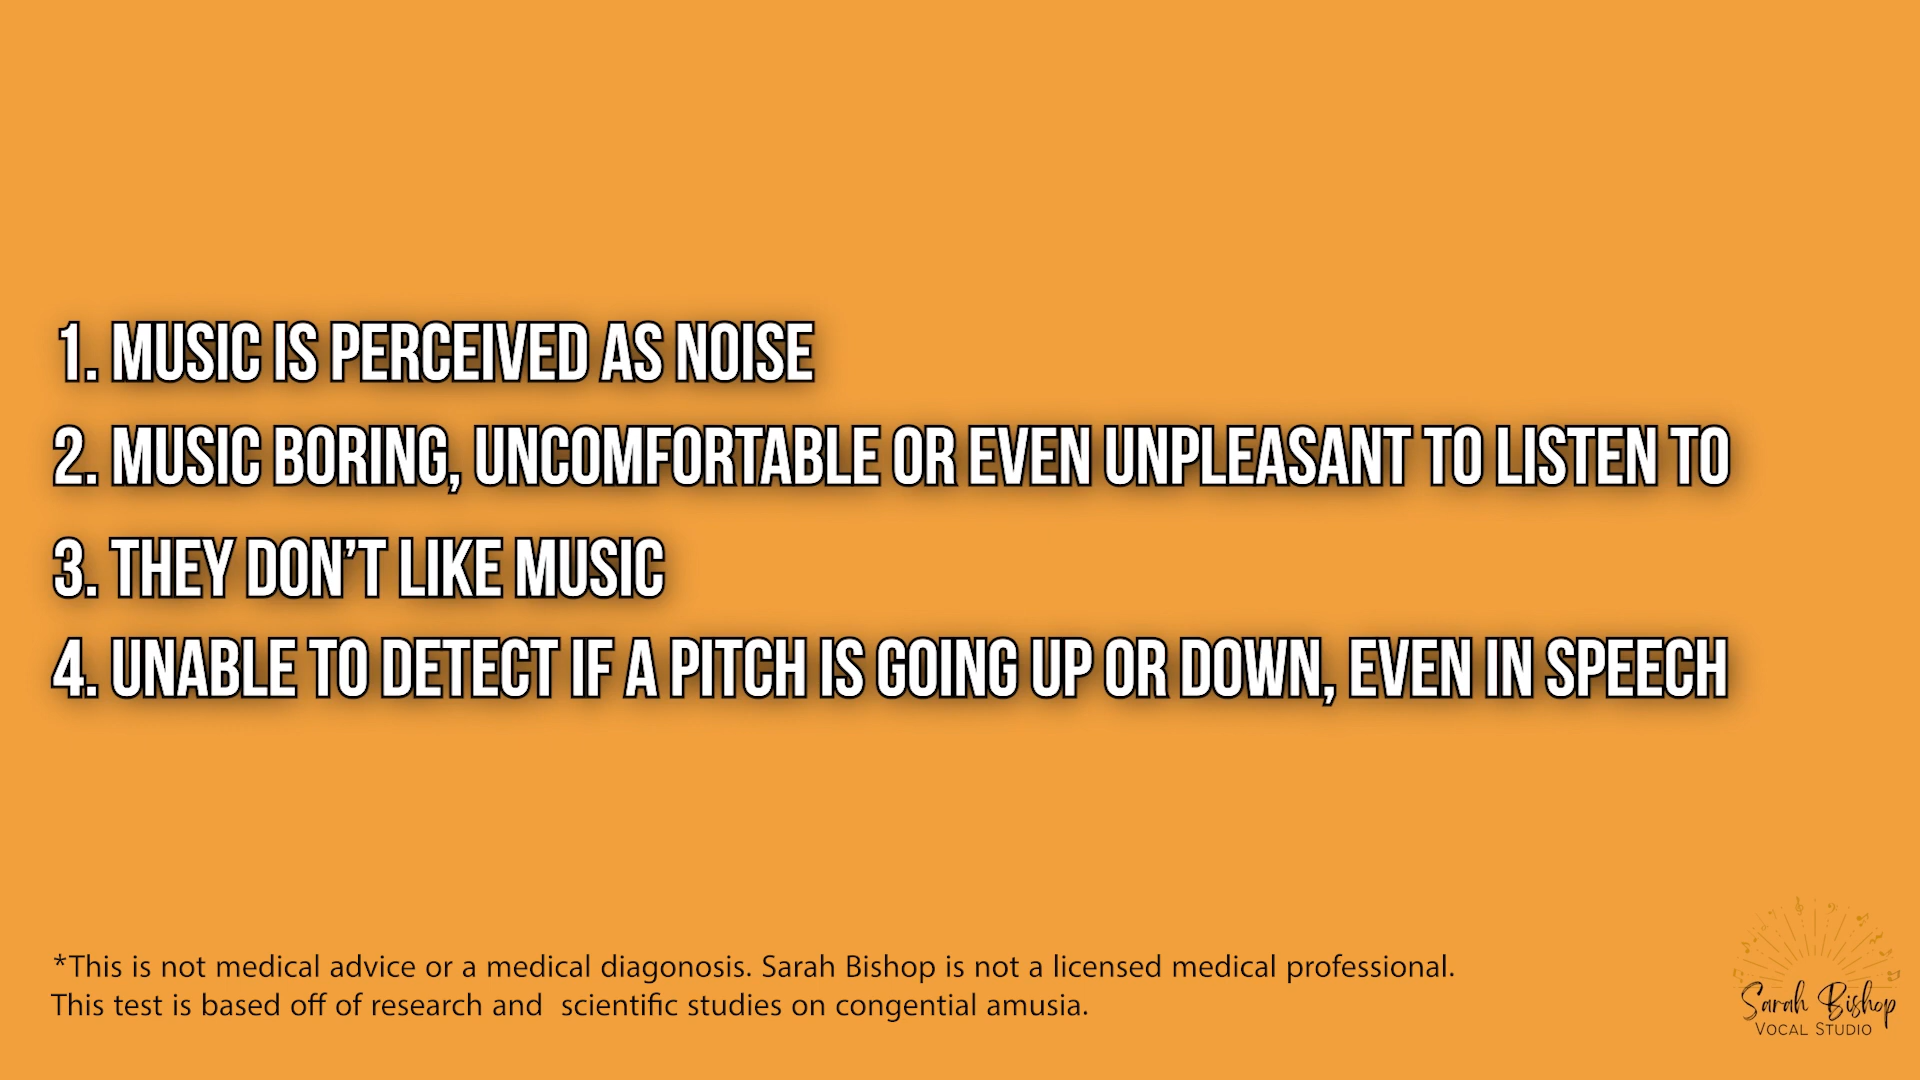 1. MUSIC IS PERCEIVED AS NOISE
2. MUSIC BORING, UNCOMFORTABLE OR EVEN UNPLEASANT TO LISTEN TO
3. THEY DON’T LIKE MUSIC
4. UNABLE TO DETECT IF A PITCH IS GOING UP OR DOWN, EVEN IN SPEECH
*This is not medical advice or a medical diagonosis. Sarah Bishop is not a licensed medical professional.
This test is based off of research and  scientific studies on congential amusia.
Sarah Bishop
VOCAL STUDIO